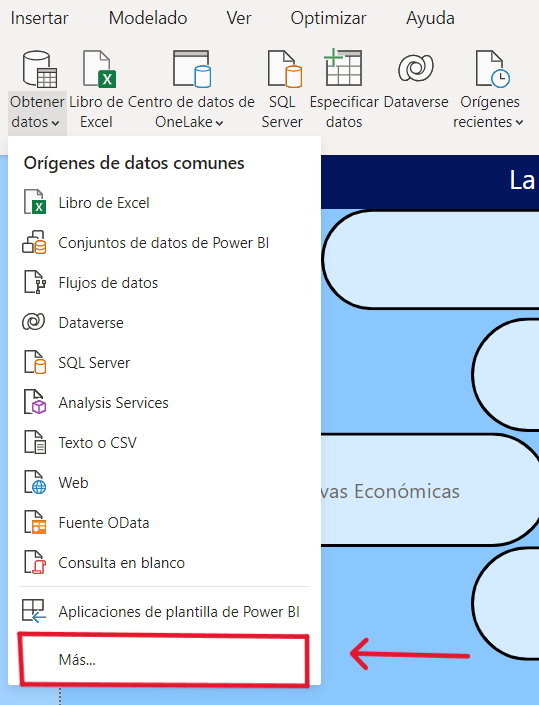 Insertar Modelado Ver Optimizar Ayuda
Obtener datos
Libro de Excel
Centro de datos de OneLake
SQL Server
Especificar datos
Dataverse
Orígenes recientes
Orígenes de datos comunes
Libro de Excel
Conjuntos de datos de Power BI
Flujos de datos
Dataverse
SQL Server
Analysis Services
Texto o CSV
Web
Fuente OData
Consulta en blanco
Aplicaciones de plantilla de Power BI
Más...
La
vas Económicas